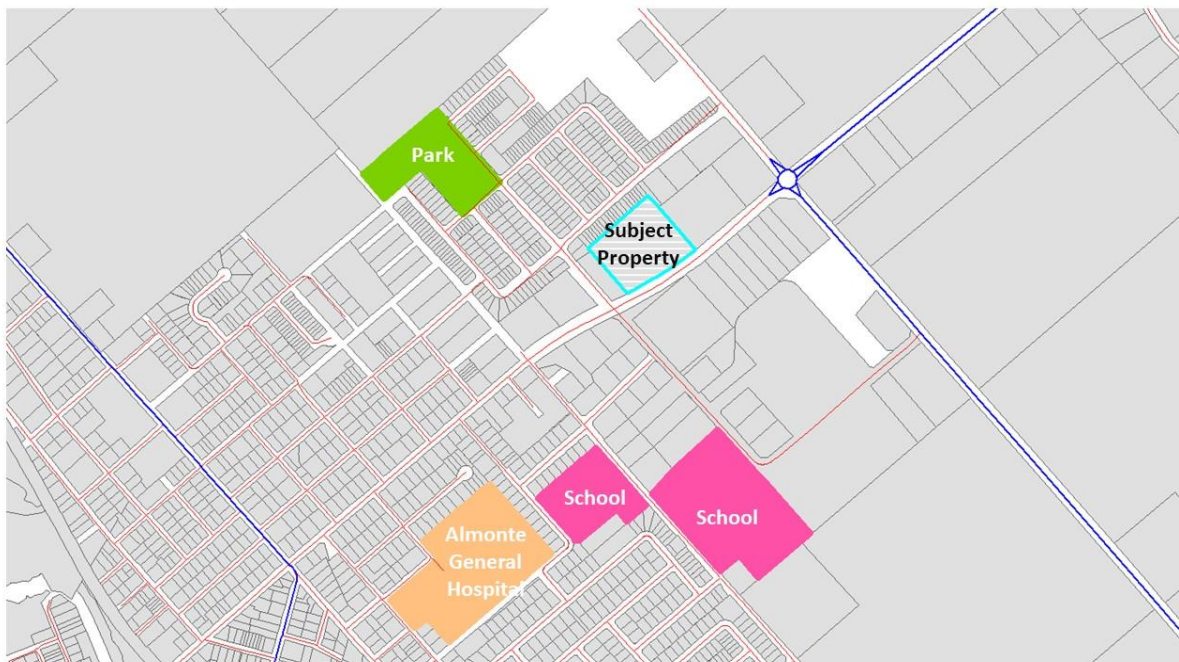 Park
Subject
Property
School
School
Almonte
General
Hospital